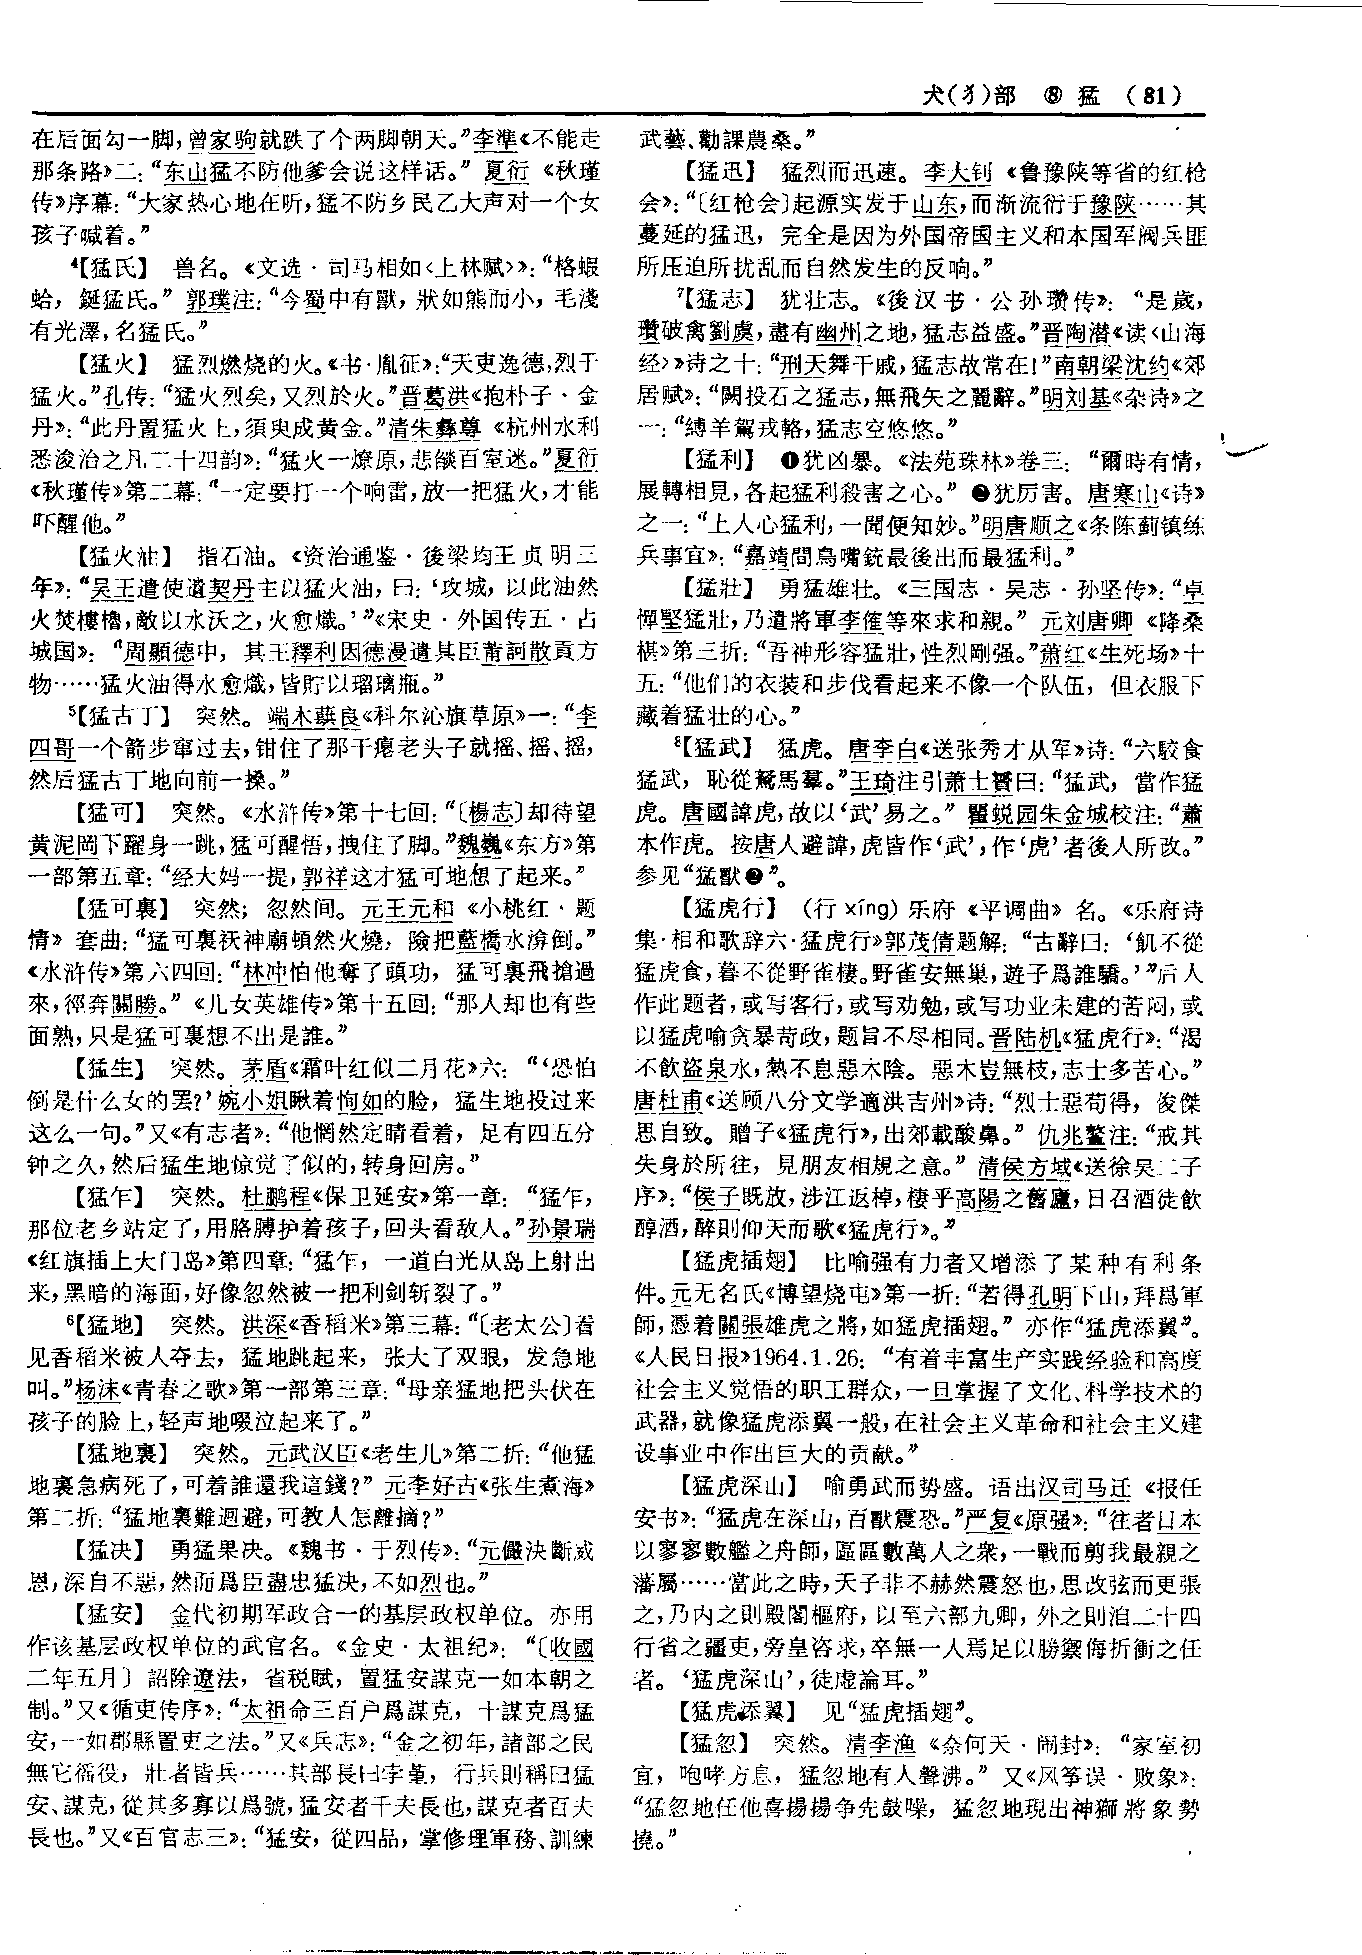 犬(犭)部 ⑧ 猛 (81)
在后面勾一脚,曾家驹就跌了个两脚朝天。”李準《不能走
那条路》二:“东山猛不防他爹会说这样话。” 夏衍《秋瑾
传》序幕:“大家热心地在听,猛不防乡民乙大声对一个女
孩子喊着。”
⁴【猛氏】 兽名。《文选·司马相如〈上林赋〉》:“格蝦
蛤,鋋猛氏。” 郭璞注:“今蜀中有獸,狀如熊而小,毛淺
有光澤,名猛氏。”
【猛火】 猛烈燃烧的火。《书·胤征》:“天吏逸德,烈于
猛火。”孔传:“猛火烈矣,又烈於火。”晋葛洪《抱朴子·金
丹》:“此丹置猛火上,須臾成黄金。”清朱彝尊《杭州水利
悉浚治之凡二十四韵》:“猛火一燎原,悲燄百室迷。”夏衍
《秋瑾传》第二幕:“一定要打一个响雷,放一把猛火,才能
吓醒他。”
【猛火油】 指石油。《资治通鉴·後梁均王贞明三
年》:“吴王遣使遺契丹主以猛火油,曰:‘攻城,以此油然
火焚樓櫓,敵以水沃之,火愈熾。’”《宋史·外国传五·占
城国》:“周顯德中,其王釋利因德漫遣其臣莆訶散貢方
物……猛火油得水愈熾,皆貯以瑠璃瓶。”
⁵【猛古丁】 突然。端木蕻良《科尔沁旗草原》一:“李
四哥一个箭步窜过去,钳住了那干瘪老头子就摇、摇、摇,
然后猛古丁地向前一搡。”
【猛可】 突然。《水浒传》第十七回:“〔楊志〕却待望
黄泥岡下躍身一跳,猛可醒悟,拽住了脚。”魏巍《东方》第
一部第五章:“经大妈一提,郭祥这才猛可地想了起来。”
【猛可裏】 突然;忽然间。元王元和《小桃红·题
情》套曲:“猛可裏祆神廟頓然火燒,險把藍橋水渰倒。”
《水浒传》第六四回:“林冲怕他奪了頭功,猛可裏飛搶過
來,徑奔關勝。”《儿女英雄传》第十五回:“那人却也有些
面熟,只是猛可裏想不出是誰。”
【猛生】 突然。茅盾《霜叶红似二月花》六:“‘恐怕
倒是什么女的罢?’婉小姐瞅着恂如的脸,猛生地投过来
这么一句。”又《有志者》:“他惘然定睛看着,足有四五分
钟之久,然后猛生地惊觉了似的,转身回房。”
【猛乍】 突然。杜鹏程《保卫延安》第一章:“猛乍,
那位老乡站定了,用胳膊护着孩子,回头看敌人。”孙景瑞
《红旗插上大门岛》第四章:“猛乍,一道白光从岛上射出
来,黑暗的海面,好像忽然被一把利剑斩裂了。”
⁶【猛地】 突然。洪深《香稻米》第三幕:“〔老太公〕看
见香稻米被人夺去,猛地跳起来,张大了双眼,发急地
叫。”杨沫《青春之歌》第一部第三章:“母亲猛地把头伏在
孩子的脸上,轻声地啜泣起来了。”
【猛地裏】 突然。元武汉臣《老生儿》第二折:“他猛
地裏急病死了,可着誰還我這錢?” 元李好古《张生煮海》
第二折:“猛地裏難迴避,可教人怎離摘?”
【猛决】 勇猛果决。《魏书·于烈传》:“元儼決斷威
恩,深自不惡,然而爲臣盡忠猛决,不如烈也。”
【猛安】 金代初期军政合一的基层政权单位。亦用
作该基层政权单位的武官名。《金史·太祖纪》:“〔收國
二年五月〕詔除遼法,省税賦,置猛安謀克一如本朝之
制。”又《循吏传序》:“太祖命三百户爲謀克,十謀克爲猛
安,一如郡縣置吏之法。”又《兵志》:“金之初年,諸部之民
無它徭役,壯者皆兵……其部長曰孛菫,行兵則稱曰猛
安、謀克,從其多寡以爲號,猛安者千夫長也,謀克者百夫
長也。”又《百官志三》:“猛安,從四品,掌修理軍務、訓練
武藝、勸課農桑。”
【猛迅】 猛烈而迅速。李大钊《鲁豫陕等省的红枪
会》:“〔红枪会〕起源实发于山东,而渐流衍于豫陕……其
蔓延的猛迅,完全是因为外国帝国主义和本国军阀兵匪
所压迫所扰乱而自然发生的反响。”
⁷【猛志】 犹壮志。《後汉书·公孙瓒传》:“是歲,
瓚破禽劉虞,盡有幽州之地,猛志益盛。”晋陶潜《读〈山海
经〉》诗之十:“刑天舞干戚,猛志故常在!”南朝梁沈约《郊
居赋》:“闕投石之猛志,無飛矢之麗辭。”明刘基《杂诗》之
一:“縛羊駕戎輅,猛志空悠悠。”
【猛利】 ❶犹凶暴。《法苑珠林》卷三:“爾時有情,
展轉相見,各起猛利殺害之心。” ❷犹厉害。唐寒山《诗》
之一:“上人心猛利,一聞便知妙。”明唐顺之《条陈蓟镇练
兵事宜》:“嘉靖間鳥嘴銃最後出而最猛利。”
【猛壯】 勇猛雄壮。《三国志·吴志·孙坚传》:“卓
憚堅猛壯,乃遣將軍李傕等來求和親。” 元刘唐卿《降桑
椹》第三折:“吾神形容猛壯,性烈剛强。”萧红《生死场》十
五:“他们的衣装和步伐看起来不像一个队伍,但衣服下
藏着猛壮的心。”
⁸【猛武】 猛虎。唐李白《送张秀才从军》诗:“六駮食
猛武,恥從駑馬羣。”王琦注引蕭士贇曰:“猛武,當作猛
虎。唐國諱虎,故以‘武’易之。” 瞿蜕园朱金城校注:“蕭
本作虎。按唐人避諱,虎皆作‘武’,作‘虎’者後人所改。”
参见“猛獸❷”。
【猛虎行】 (行 xíng) 乐府《平调曲》名。《乐府诗
集·相和歌辞六·猛虎行》郭茂倩题解:“古辭曰:‘飢不從
猛虎食,暮不從野雀棲。野雀安無巢,遊子爲誰驕。’”后人
作此题者,或写客行,或写劝勉,或写功业未建的苦闷,或
以猛虎喻贪暴苛政,题旨不尽相同。晋陆机《猛虎行》:“渴
不飲盜泉水,熱不息惡木陰。惡木豈無枝,志士多苦心。”
唐杜甫《送顾八分文学適洪吉州》诗:“烈士惡苟得,俊傑
思自致。贈子《猛虎行》,出郊載酸鼻。” 仇兆鳌注:“戒其
失身於所往,見朋友相規之意。” 清侯方域《送徐吴二子
序》:“侯子既放,涉江返棹,棲乎高陽之舊廬,日召酒徒飲
醇酒,醉則仰天而歌《猛虎行》。”
【猛虎插翅】 比喻强有力者又增添了某种有利条
件。元无名氏《博望烧屯》第一折:“若得孔明下山,拜爲軍
師,憑着關張雄虎之將,如猛虎插翅。” 亦作“猛虎添翼”。
《人民日报》1964.1.26:“有着丰富生产实践经验和高度
社会主义觉悟的职工群众,一旦掌握了文化、科学技术的
武器,就像猛虎添翼一般,在社会主义革命和社会主义建
设事业中作出巨大的贡献。”
【猛虎深山】 喻勇武而势盛。语出汉司马迁《报任
安书》:“猛虎在深山,百獸震恐。”严复《原强》:“往者日本
以寥寥數艦之舟師,區區數萬人之衆,一戰而剪我最親之
藩屬……當此之時,天子非不赫然震怒也,思改弦而更張
之,乃内之則殿閣樞府,以至六部九卿,外之則洎二十四
行省之疆吏,旁皇咨求,卒無一人焉足以勝禦侮折衝之任
者。‘猛虎深山’,徒虚論耳。”
【猛虎添翼】 见“猛虎插翅”。
【猛忽】 突然。清李渔《奈何天·闹封》:“家室初
宜,咆哮方息,猛忽地有人聲沸。” 又《风筝误·败象》:
“猛忽地任他喜揚揚争先鼓噪,猛忽地現出神獅將象勢
撓。”